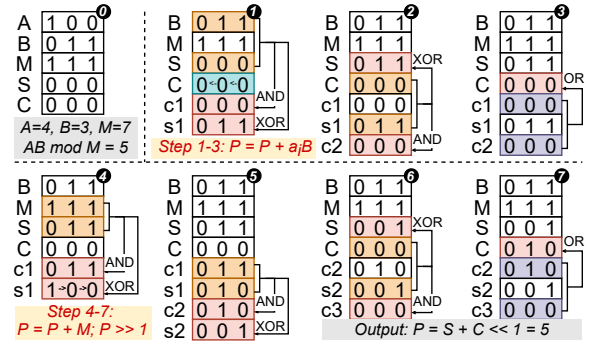 0
A 1 0 0
B 0 1 1
M 1 1 1
S 0 0 0
C 0 0 0
A=4, B=3, M=7
AB mod M = 5
1
B 0 1 1
M 1 1 1
S 0 0 0
C 0<-0<-0
c1 0 0 0 AND
s1 0 1 1 XOR
Step 1-3: P = P + aᵢB
2
B 0 1 1
M 1 1 1
S 0 1 1 XOR
C 0 0 0
c1 0 0 0
s1 0 1 1
c2 0 0 0 AND
3
B 0 1 1
M 1 1 1
S 0 1 1
C 0 0 0 OR
c1 0 0 0
s1 0 1 1
c2 0 0 0
4
B 0 1 1
M 1 1 1
S 0 1 1
C 0 0 0
c1 0 1 1 AND
s1 1->0->0 XOR
Step 4-7:
P = P + M; P >> 1
5
B 0 1 1
M 1 1 1
S 0 1 1
C 0 0 0
c1 0 1 1
s1 0 1 0
c2 0 1 0 AND
s2 0 0 1 XOR
6
B 0 1 1
M 1 1 1
S 0 0 1 XOR
C 0 0 0
c2 0 1 0
s2 0 0 1
c3 0 0 0 AND
7
B 0 1 1
M 1 1 1
S 0 0 1
C 0 1 0 OR
c2 0 1 0
s2 0 0 1
c3 0 0 0
Output: P = S + C << 1 = 5